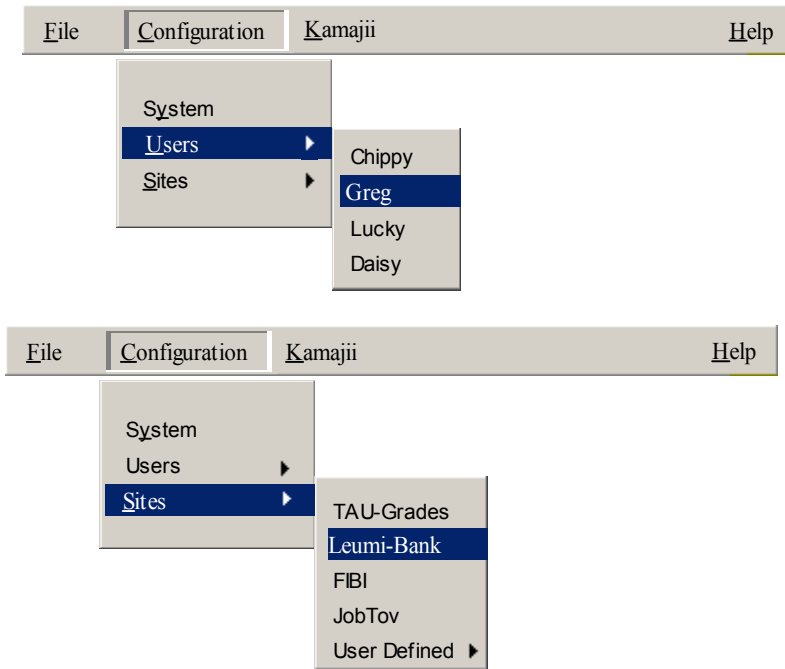 File Configuration Kamajii Help
System
Users
Sites
Chippy
Greg
Lucky
Daisy
File Configuration Kamajii Help
System
Users
Sites
TAU-Grades
Leumi-Bank
FIBI
JobTov
User Defined